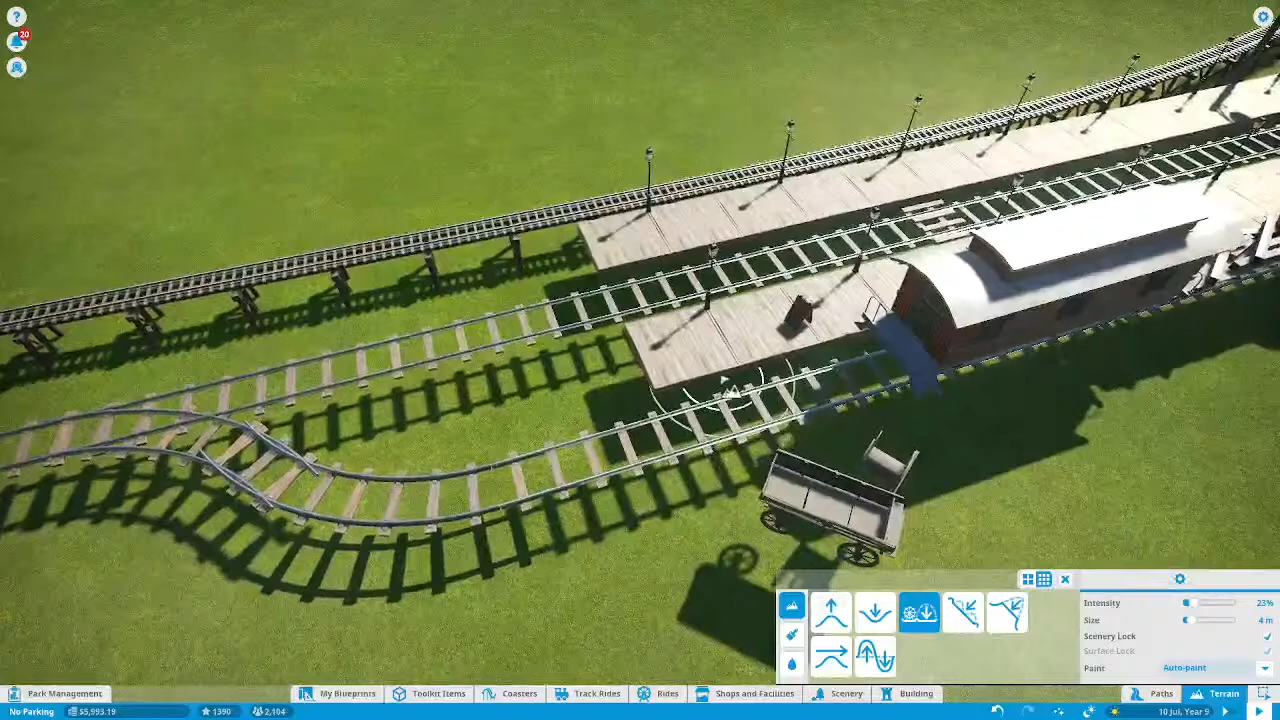 ?
20
Intensity 23%
Size 4 m
Scenery Lock
Surface Lock
Paint Auto-paint
Park Management My Blueprints Toolkit Items Coasters Track Rides Rides Shops and Facilities Scenery Building Paths Terrain
No Parking $5,993.19 1390 2,104 10 Jul, Year 9